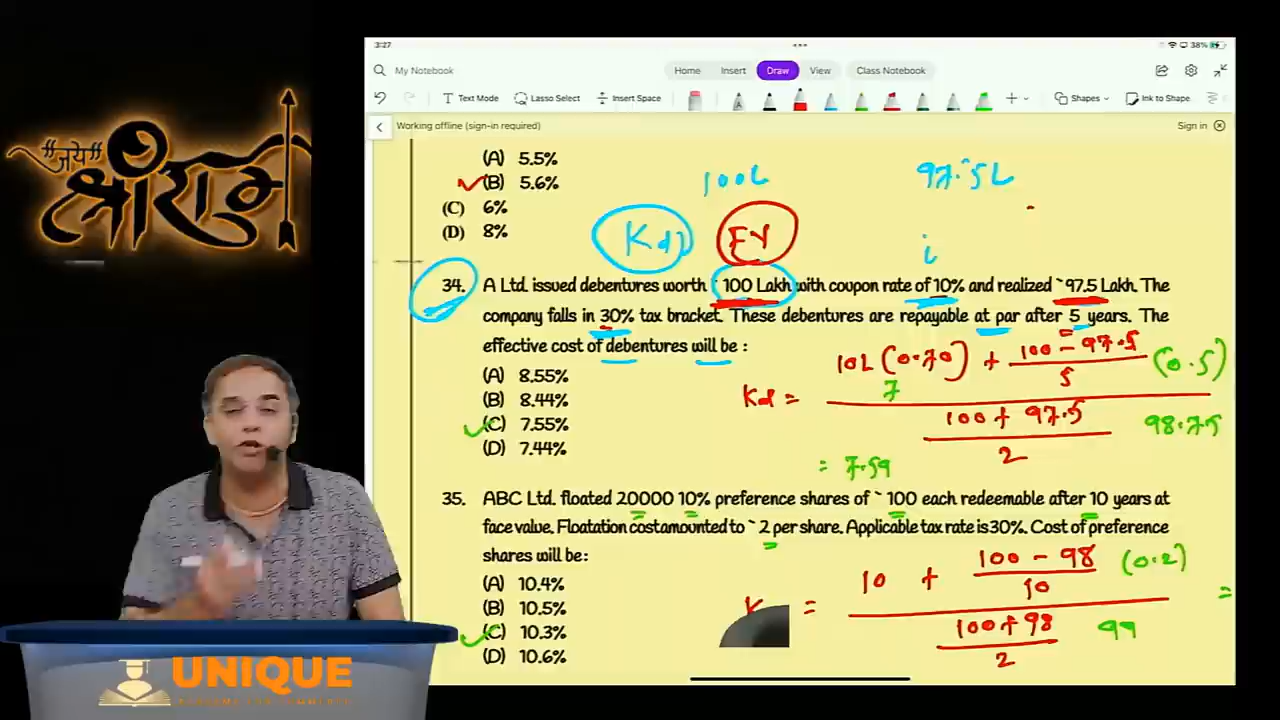 "जय"
श्री राम
3:27
38%
My Notebook
Home Insert Draw View Class Notebook
Text Mode Lasso Select Insert Space Shapes Ink to Shape
Working offline (sign-in required) Sign in
(A) 5.5%
(B) 5.6%
(C) 6%
(D) 8%
100L 97.5L
Kd FV i
34. A Ltd. issued debentures worth ` 100 Lakh with coupon rate of 10% and realized ` 97.5 Lakh. The
company falls in 30% tax bracket. These debentures are repayable at par after 5 years. The
effective cost of debentures will be :
(A) 8.55%
(B) 8.44%
(C) 7.55%
(D) 7.44%
Kd = 10L (0.70) + 100 - 97.5 (0.5)
7 5
100 + 97.5 98.75
2
= 7.59
35. ABC Ltd. floated 20000 10% preference shares of ` 100 each redeemable after 10 years at
face value. Floatation costamounted to ` 2 per share. Applicable tax rate is 30%. Cost of preference
shares will be:
(A) 10.4%
(B) 10.5%
(C) 10.3%
(D) 10.6%
K = 10 + 100 - 98 (0.2)
10 =
100 + 98 99
2
UNIQUE